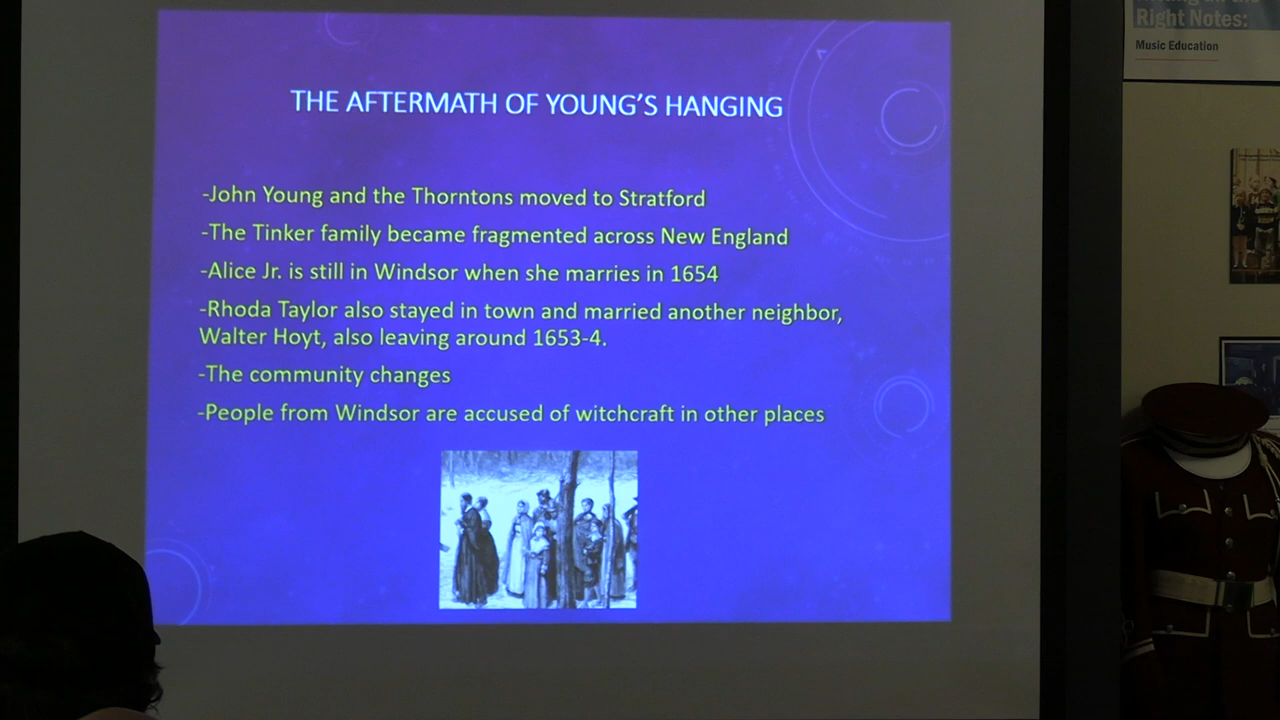 THE AFTERMATH OF YOUNG'S HANGING
-John Young and the Thorntons moved to Stratford
-The Tinker family became fragmented across New England
-Alice Jr. is still in Windsor when she marries in 1654
-Rhoda Taylor also stayed in town and married another neighbor,
Walter Hoyt, also leaving around 1653-4.
-The community changes
-People from Windsor are accused of witchcraft in other places
Right Notes:
Music Education